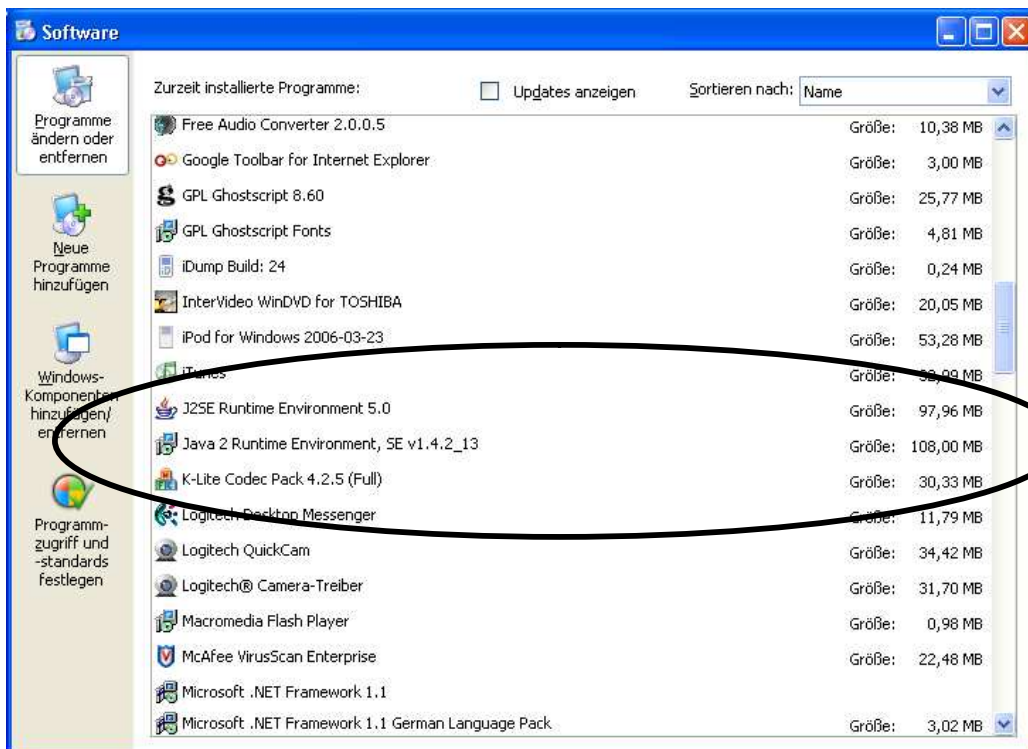 Software
Programme
ändern oder
entfernen
Neue
Programme
hinzufügen
Windows-
Komponenten
hinzufügen/
entfernen
Programm-
zugriff und
-standards
festlegen
Zurzeit installierte Programme: Updates anzeigen Sortieren nach: Name
Free Audio Converter 2.0.0.5 Größe: 10,38 MB
Google Toolbar for Internet Explorer Größe: 3,00 MB
GPL Ghostscript 8.60 Größe: 25,77 MB
GPL Ghostscript Fonts Größe: 4,81 MB
iDump Build: 24 Größe: 0,24 MB
InterVideo WinDVD for TOSHIBA Größe: 20,05 MB
iPod for Windows 2006-03-23 Größe: 53,28 MB
iTunes Größe: MB
J2SE Runtime Environment 5.0 Größe: 97,96 MB
Java 2 Runtime Environment, SE v1.4.2_13 Größe: 108,00 MB
K-Lite Codec Pack 4.2.5 (Full) Größe: 30,33 MB
Logitech Desktop Messenger Größe: 11,79 MB
Logitech QuickCam Größe: 34,42 MB
Logitech® Camera-Treiber Größe: 31,70 MB
Macromedia Flash Player Größe: 0,98 MB
McAfee VirusScan Enterprise Größe: 22,48 MB
Microsoft .NET Framework 1.1
Microsoft .NET Framework 1.1 German Language Pack Größe: 3,02 MB